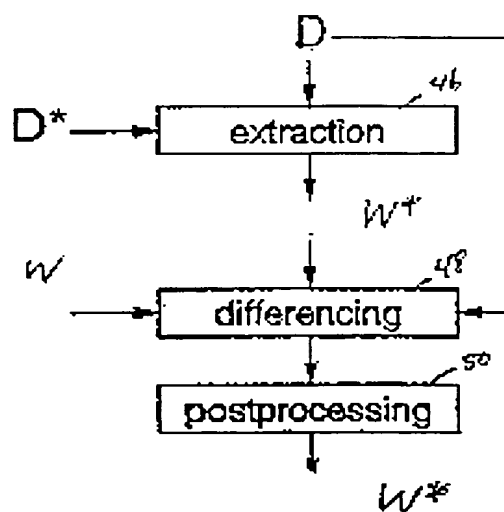 D
46
D* extraction
W+
W 48
differencing
50
postprocessing
W*